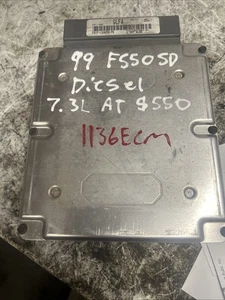 99 F550SD
Diesel
7.3L AT $550
1136Ecm